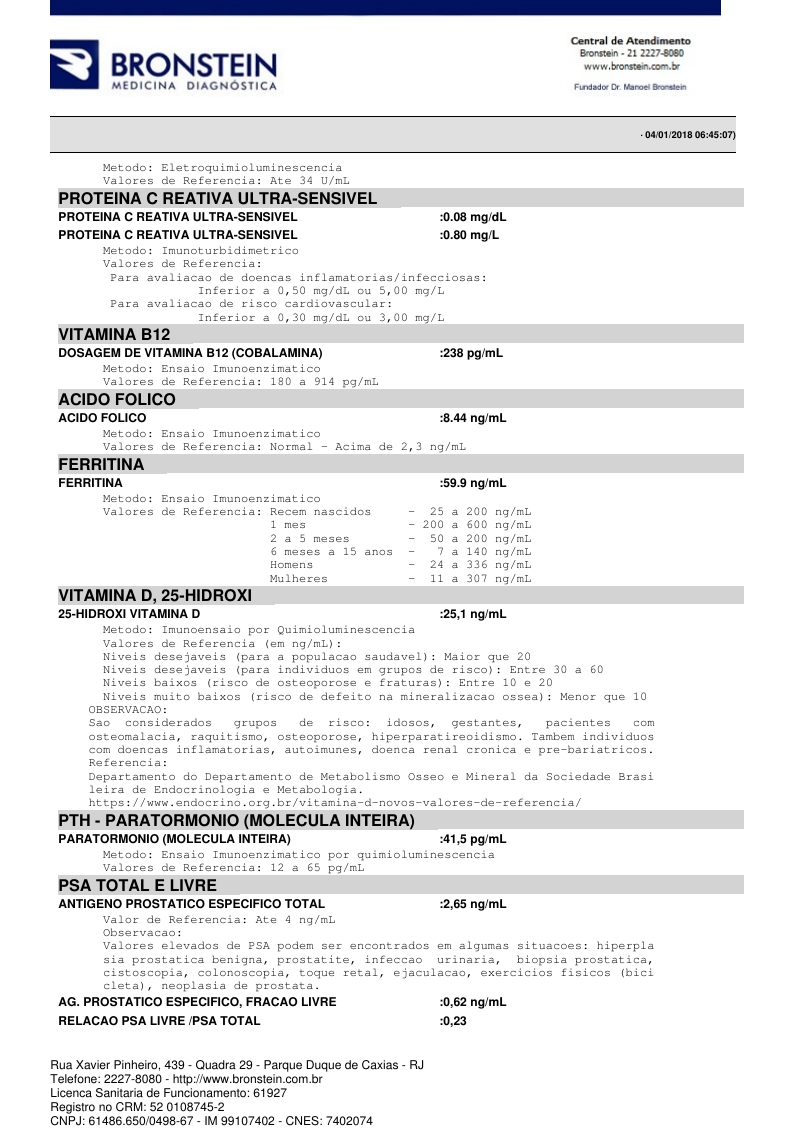 BRONSTEIN
MEDICINA DIAGNÓSTICA
Central de Atendimento
Bronstein - 21 2227-8080
www.bronstein.com.br
Fundador Dr. Manoel Bronstein
· 04/01/2018 06:45:07)
Metodo: Eletroquimioluminescencia
Valores de Referencia: Ate 34 U/mL
PROTEINA C REATIVA ULTRA-SENSIVEL
PROTEINA C REATIVA ULTRA-SENSIVEL :0.08 mg/dL
PROTEINA C REATIVA ULTRA-SENSIVEL :0.80 mg/L
Metodo: Imunoturbidimetrico
Valores de Referencia:
Para avaliacao de doencas inflamatorias/infecciosas:
Inferior a 0,50 mg/dL ou 5,00 mg/L
Para avaliacao de risco cardiovascular:
Inferior a 0,30 mg/dL ou 3,00 mg/L
VITAMINA B12
DOSAGEM DE VITAMINA B12 (COBALAMINA) :238 pg/mL
Metodo: Ensaio Imunoenzimatico
Valores de Referencia: 180 a 914 pg/mL
ACIDO FOLICO
ACIDO FOLICO :8.44 ng/mL
Metodo: Ensaio Imunoenzimatico
Valores de Referencia: Normal - Acima de 2,3 ng/mL
FERRITINA
FERRITINA :59.9 ng/mL
Metodo: Ensaio Imunoenzimatico
Valores de Referencia: Recem nascidos - 25 a 200 ng/mL
1 mes - 200 a 600 ng/mL
2 a 5 meses - 50 a 200 ng/mL
6 meses a 15 anos - 7 a 140 ng/mL
Homens - 24 a 336 ng/mL
Mulheres - 11 a 307 ng/mL
VITAMINA D, 25-HIDROXI
25-HIDROXI VITAMINA D :25,1 ng/mL
Metodo: Imunoensaio por Quimioluminescencia
Valores de Referencia (em ng/mL):
Niveis desejaveis (para a populacao saudavel): Maior que 20
Niveis desejaveis (para individuos em grupos de risco): Entre 30 a 60
Niveis baixos (risco de osteoporose e fraturas): Entre 10 e 20
Niveis muito baixos (risco de defeito na mineralizacao ossea): Menor que 10
OBSERVACAO:
Sao considerados grupos de risco: idosos, gestantes, pacientes com
osteomalacia, raquitismo, osteoporose, hiperparatireoidismo. Tambem individuos
com doencas inflamatorias, autoimunes, doenca renal cronica e pre-bariatricos.
Referencia:
Departamento do Departamento de Metabolismo Osseo e Mineral da Sociedade Brasi
leira de Endocrinologia e Metabologia.
https://www.endocrino.org.br/vitamina-d-novos-valores-de-referencia/
PTH - PARATORMONIO (MOLECULA INTEIRA)
PARATORMONIO (MOLECULA INTEIRA) :41,5 pg/mL
Metodo: Ensaio Imunoenzimatico por quimioluminescencia
Valores de Referencia: 12 a 65 pg/mL
PSA TOTAL E LIVRE
ANTIGENO PROSTATICO ESPECIFICO TOTAL :2,65 ng/mL
Valor de Referencia: Ate 4 ng/mL
Observacao:
Valores elevados de PSA podem ser encontrados em algumas situacoes: hiperpla
sia prostatica benigna, prostatite, infeccao urinaria, biopsia prostatica,
cistoscopia, colonoscopia, toque retal, ejaculacao, exercicios fisicos (bici
cleta), neoplasia de prostata.
AG. PROSTATICO ESPECIFICO, FRACAO LIVRE :0,62 ng/mL
RELACAO PSA LIVRE /PSA TOTAL :0,23
Rua Xavier Pinheiro, 439 - Quadra 29 - Parque Duque de Caxias - RJ
Telefone: 2227-8080 - http://www.bronstein.com.br
Licenca Sanitaria de Funcionamento: 61927
Registro no CRM: 52 0108745-2
CNPJ: 61486.650/0498-67 - IM 99107402 - CNES: 7402074